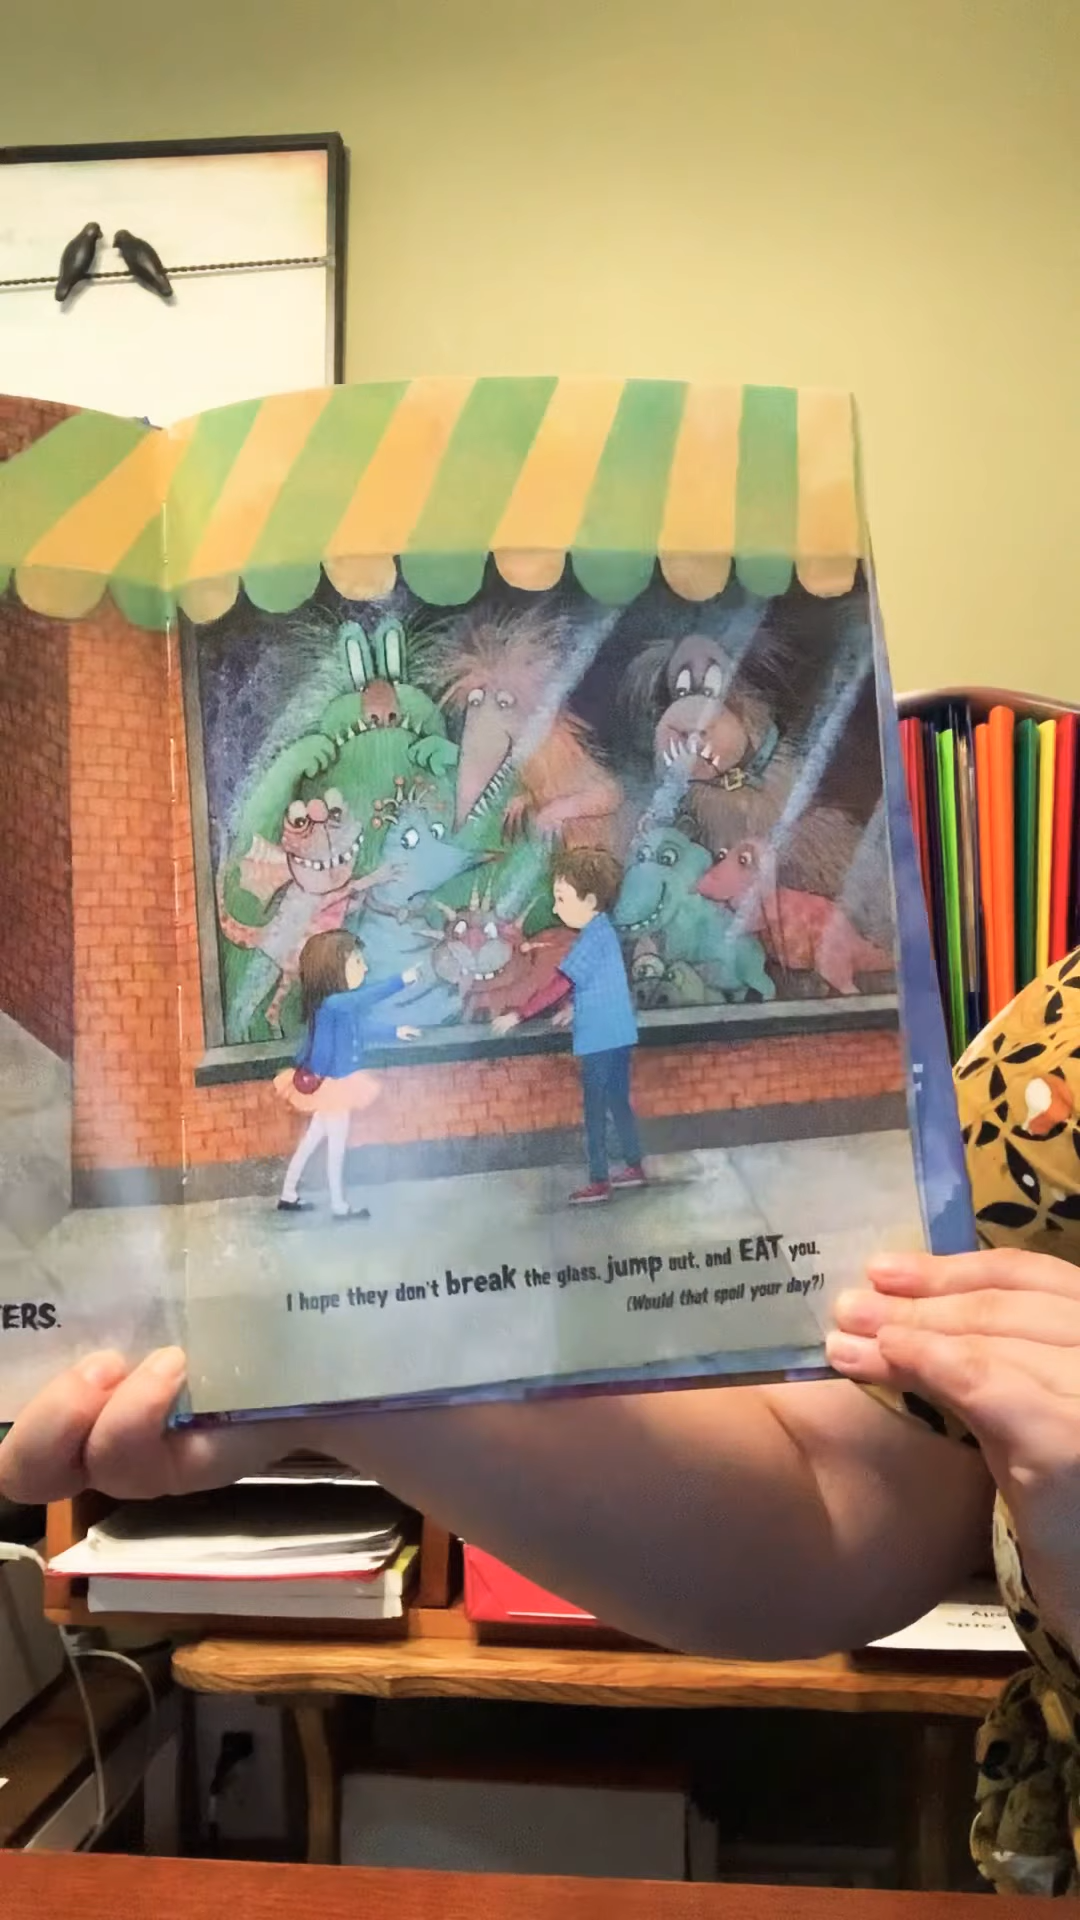 ERS.
I hope they don't break the glass, jump out, and EAT you.
(Would that spoil your day?)